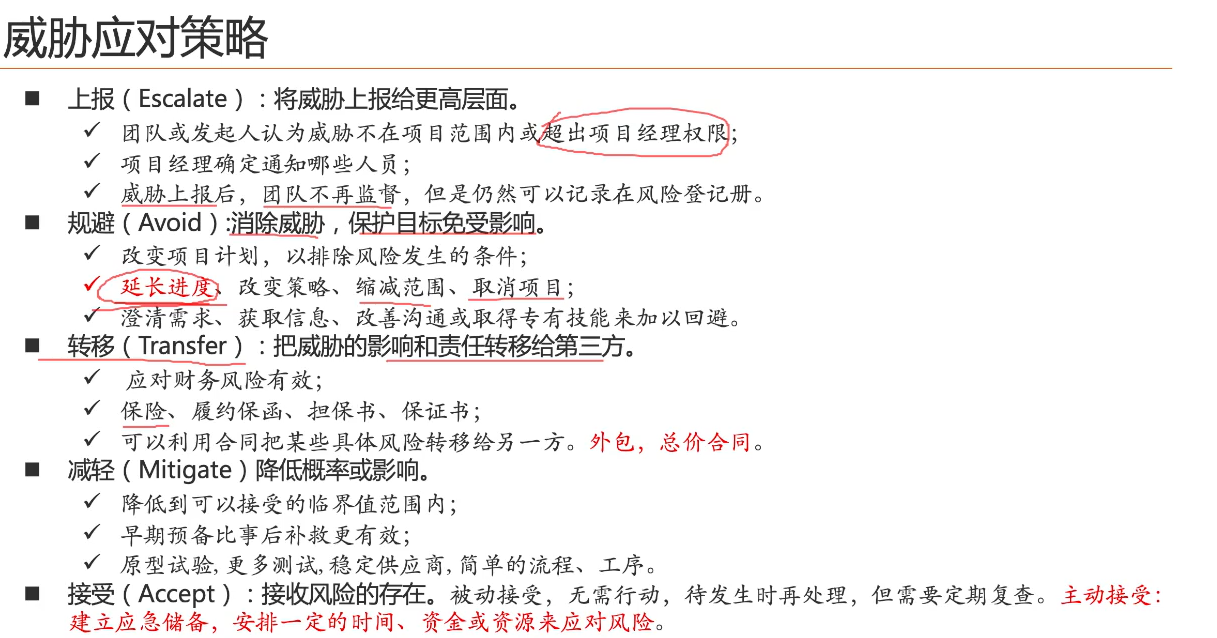 威胁应对策略
■ 上报（Escalate）：将威胁上报给更高层面。
✓ 团队或发起人认为威胁不在项目范围内或超出项目经理权限；
✓ 项目经理确定通知哪些人员；
✓ 威胁上报后，团队不再监督，但是仍然可以记录在风险登记册。
■ 规避（Avoid）:消除威胁，保护目标免受影响。
✓ 改变项目计划，以排除风险发生的条件；
✓ 延长进度、改变策略、缩减范围、取消项目；
✓ 澄清需求、获取信息、改善沟通或取得专有技能来加以回避。
■ 转移（Transfer）：把威胁的影响和责任转移给第三方。
✓ 应对财务风险有效；
✓ 保险、履约保函、担保书、保证书；
✓ 可以利用合同把某些具体风险转移给另一方。外包，总价合同。
■ 减轻（Mitigate）降低概率或影响。
✓ 降低到可以接受的临界值范围内；
✓ 早期预备比事后补救更有效；
✓ 原型试验,更多测试,稳定供应商,简单的流程、工序。
■ 接受（Accept）：接收风险的存在。被动接受，无需行动，待发生时再处理，但需要定期复查。主动接受：
建立应急储备，安排一定的时间、资金或资源来应对风险。